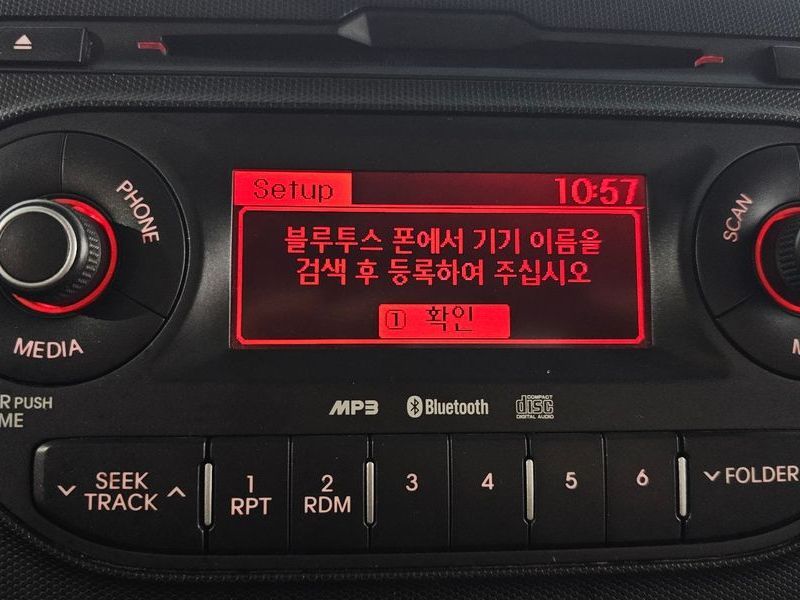 PHONE
SCAN
Setup 10:57
블루투스 폰에서 기기 이름을
검색 후 등록하여 주십시오
1 확인
MEDIA
PUSH
MP3 Bluetooth COMPACT disc DIGITAL AUDIO
SEEK
TRACK
1
RPT
2
RDM
3
4
5
6
FOLDER